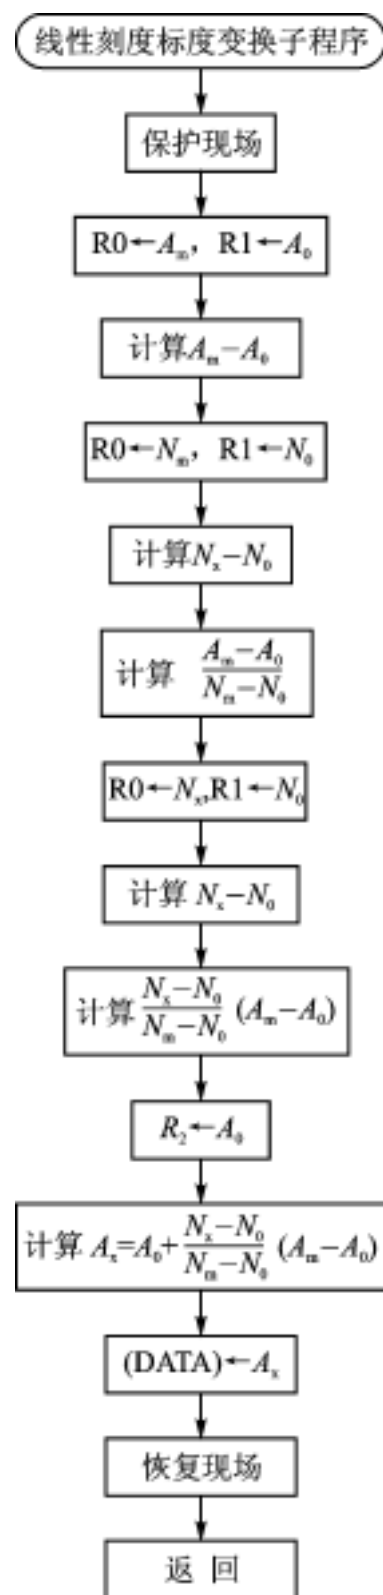 线性刻度标度变换子程序
保护现场
R0←Aₘ, R1←A₀
计算Aₘ−A₀
R0←Nₘ, R1←N₀
计算Nₓ−N₀
计算 (Aₘ−A₀)/(Nₘ−N₀)
R0←Nₓ,R1←N₀
计算 Nₓ−N₀
计算 (Nₓ−N₀)/(Nₘ−N₀) (Aₘ−A₀)
R₂←A₀
计算 Aₓ=A₀+(Nₓ−N₀)/(Nₘ−N₀) (Aₘ−A₀)
(DATA)←Aₓ
恢复现场
返 回